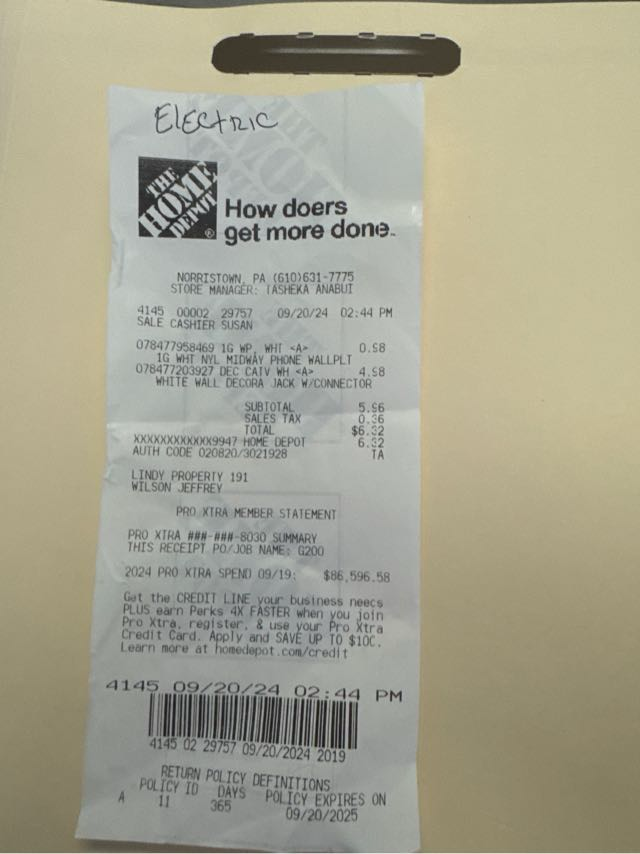 ELECTRIC
THE HOME DEPOT
How doers
get more done.
NORRISTOWN, PA (610)631-7775
STORE MANAGER: TASHEKA ANABUI
4145 00002 29757 09/20/24 02:44 PM
SALE CASHIER SUSAN
078477958469 1G WP, WHT <A> 0.98
1G WHT NYL MIDWAY PHONE WALLPLT
078477203927 DEC CATV WH <A> 4.98
WHITE WALL DECORA JACK W/CONNECTOR
SUBTOTAL 5.96
SALES TAX 0.36
TOTAL $6.32
XXXXXXXXXXXX9947 HOME DEPOT 6.32
AUTH CODE 020820/3021928 TA
LINDY PROPERTY 191
WILSON JEFFREY
PRO XTRA MEMBER STATEMENT
PRO XTRA ###-###-8030 SUMMARY
THIS RECEIPT PO/JOB NAME: G200
2024 PRO XTRA SPEND 09/19: $86,596.58
Get the CREDIT LINE your business needs
PLUS earn Perks 4X FASTER when you join
Pro Xtra, register, & use your Pro Xtra
Credit Card. Apply and SAVE UP TO $100.
Learn more at homedepot.com/credit
4145 09/20/24 02:44 PM
4145 02 29757 09/20/2024 2019
RETURN POLICY DEFINITIONS
POLICY ID DAYS POLICY EXPIRES ON
A 11 365 09/20/2025